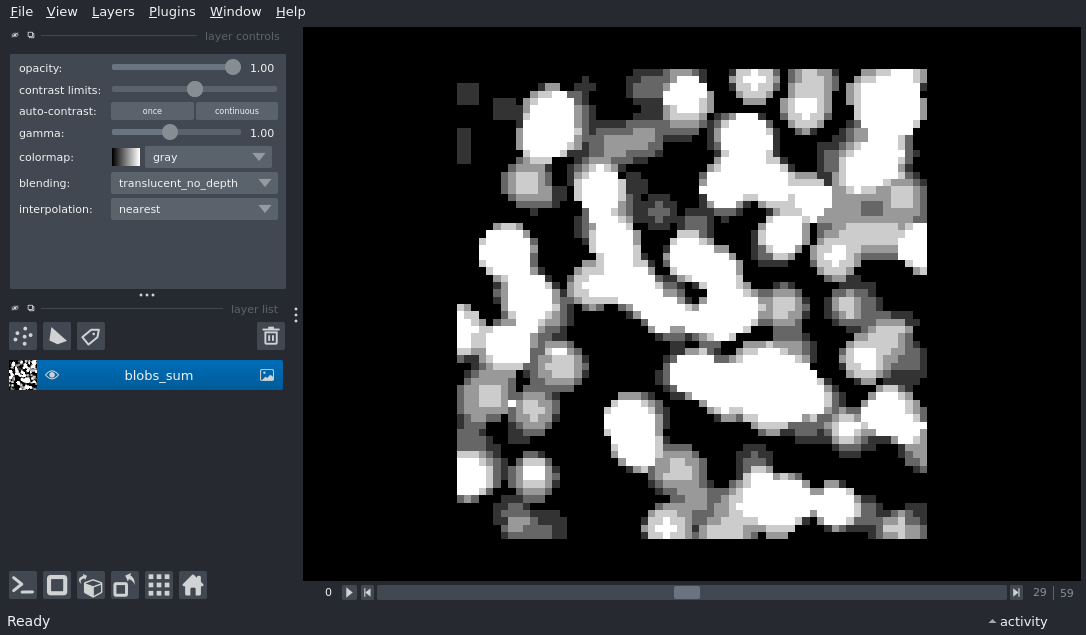 File View Layers Plugins Window Help
layer controls
opacity: 1.00
contrast limits:
auto-contrast: once continuous
gamma: 1.00
colormap: gray
blending: translucent_no_depth
interpolation: nearest
layer list
blobs_sum
0 29 59
Ready activity